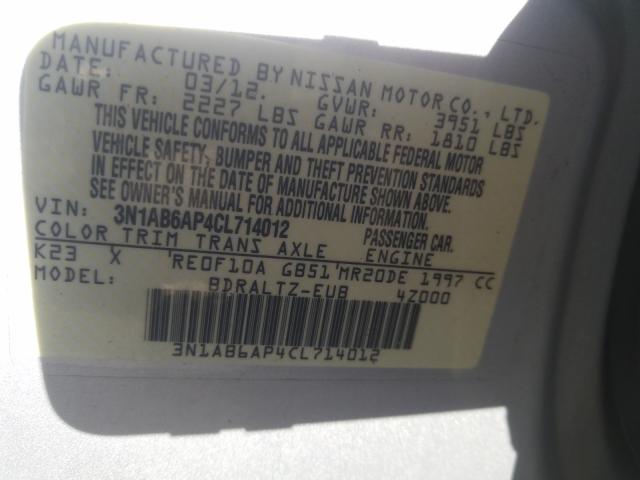 MANUFACTURED BY NISSAN MOTOR CO., LTD.
DATE: 03/12. GVWR: 3951 LBS
GAWR FR: 2227 LBS GAWR RR: 1810 LBS
THIS VEHICLE CONFORMS TO ALL APPLICABLE FEDERAL MOTOR
VEHICLE SAFETY, BUMPER AND THEFT PREVENTION STANDARDS
IN EFFECT ON THE DATE OF MANUFACTURE SHOWN ABOVE.
SEE OWNER'S MANUAL FOR ADDITIONAL INFORMATION.
VIN: 3N1AB6AP4CL714012 PASSENGER CAR.
COLOR TRIM TRANS AXLE ENGINE
K23 X 'RE0F10A GB51'MR20DE 1997 CC
BDRALTZ-EUB 4Z000
3N1AB6AP4CL714012